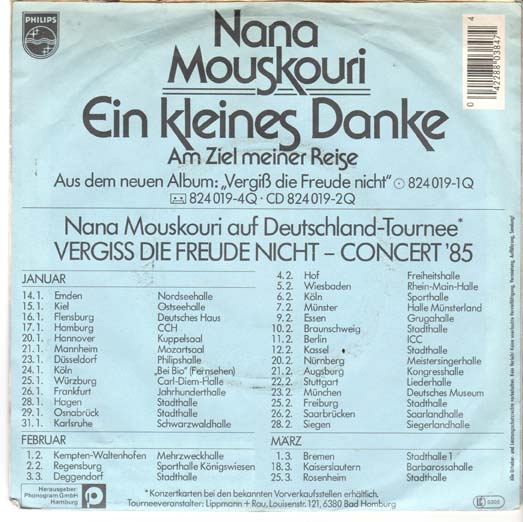 PHILIPS
Nana
Mouskouri
Ein kleines Danke
Am Ziel meiner Reise
Aus dem neuen Album: „Vergiß die Freude nicht" 824 019-1Q
824 019-4Q · CD 824 019-2Q
4
0 42288 03847
Nana Mouskouri auf Deutschland-Tournee*
VERGISS DIE FREUDE NICHT – CONCERT '85
JANUAR
14.1. Emden Nordseehalle
15.1. Kiel Ostseehalle
16.1. Flensburg Deutsches Haus
17.1. Hamburg CCH
20.1. Hannover Kuppelsaal
21.1. Mannheim Mozartsaal
23.1. Düsseldorf Philipshalle
24.1. Köln „Bei Bio" (Fernsehen)
25.1. Würzburg Carl-Diem-Halle
26.1. Frankfurt Jahrhunderthalle
28.1. Hagen Stadthalle
29.1. Osnabrück Stadthalle
31.1. Karlsruhe Schwarzwaldhalle
FEBRUAR
1.2. Kempten-Waltenhofen Mehrzweckhalle
2.2. Regensburg Sporthalle Königswiesen
3.3. Deggendorf Stadthalle
4.2. Hof Freiheitshalle
5.2. Wiesbaden Rhein-Main-Halle
6.2. Köln Sporthalle
7.2. Münster Halle Münsterland
9.2. Essen Grugahalle
10.2. Braunschweig Stadthalle
11.2. Berlin ICC
12.2. Kassel Stadthalle
20.2. Nürnberg Meistersingerhalle
21.2. Augsburg Kongresshalle
22.2. Stuttgart Liederhalle
23.2. München Deutsches Museum
25.2. Freiburg Stadthalle
26.2. Saarbrücken Saarlandhalle
28.2. Siegen Siegerlandhalle
MÄRZ
1.3. Bremen Stadthalle 1
18.3. Kaiserslautern Barbarossahalle
25.3. Rosenheim Stadthalle
Herausgeber:
Phonogram GmbH
Hamburg
*Konzertkarten bei den bekannten Vorverkaufsstellen erhältlich.
Tourneeveranstalter: Lippmann + Rau, Louisenstr. 121, 6380 Bad Homburg